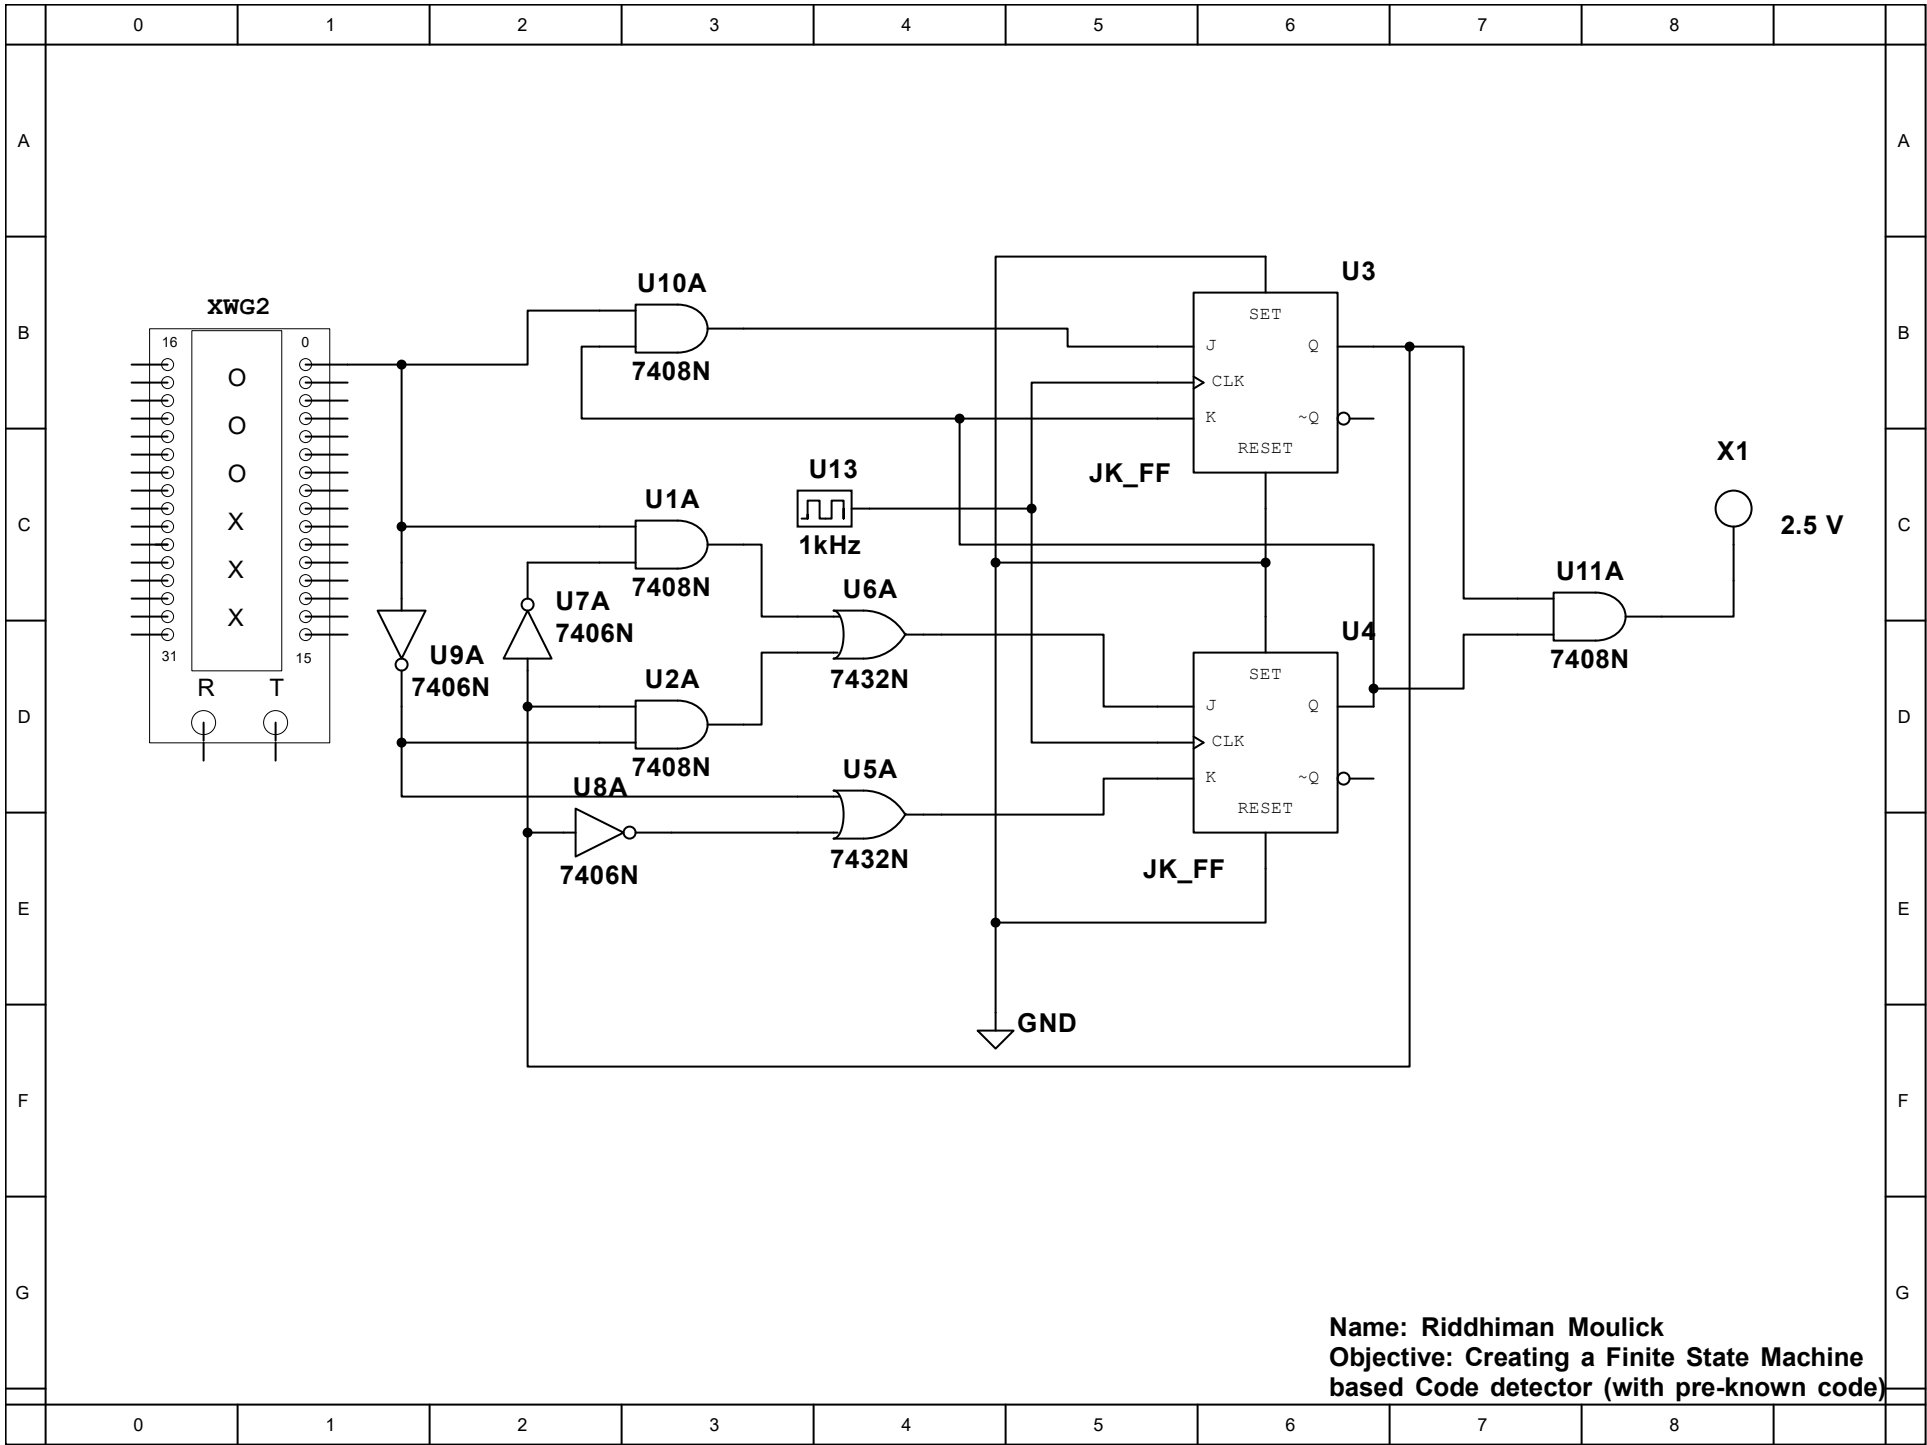 0 1 2 3 4 5 6 7 8
A A
U10A
U3
XWG2
B B
16 0
SET
O
J Q
7408N
CLK
O
K ~Q
RESET
X1
O
U13
JK_FF
U1A
C X C
2.5 V
1kHz
X
7408N
U6A
U11A
U7A
X
7406N
U4
31 15
U9A
7408N
R T
7406N
U2A
7432N
SET
D D
J Q
CLK
7408N
U5A
U8A
K ~Q
RESET
7432N
7406N
JK_FF
E E
GND
F F
G G
Name: Riddhiman Moulick
Objective: Creating a Finite State Machine
based Code detector (with pre-known code)
0 1 2 3 4 5 6 7 8